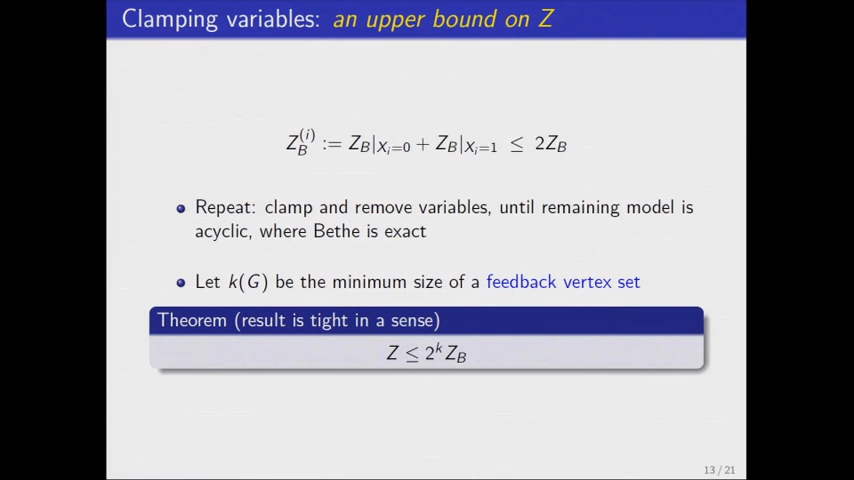 Clamping variables: an upper bound on Z
Z_B^{(i)} := Z_B|_{X_i=0} + Z_B|_{X_i=1} ≤ 2Z_B
Repeat: clamp and remove variables, until remaining model is
acyclic, where Bethe is exact
Let k(G) be the minimum size of a feedback vertex set
Theorem (result is tight in a sense)
Z ≤ 2^k Z_B
13 / 21